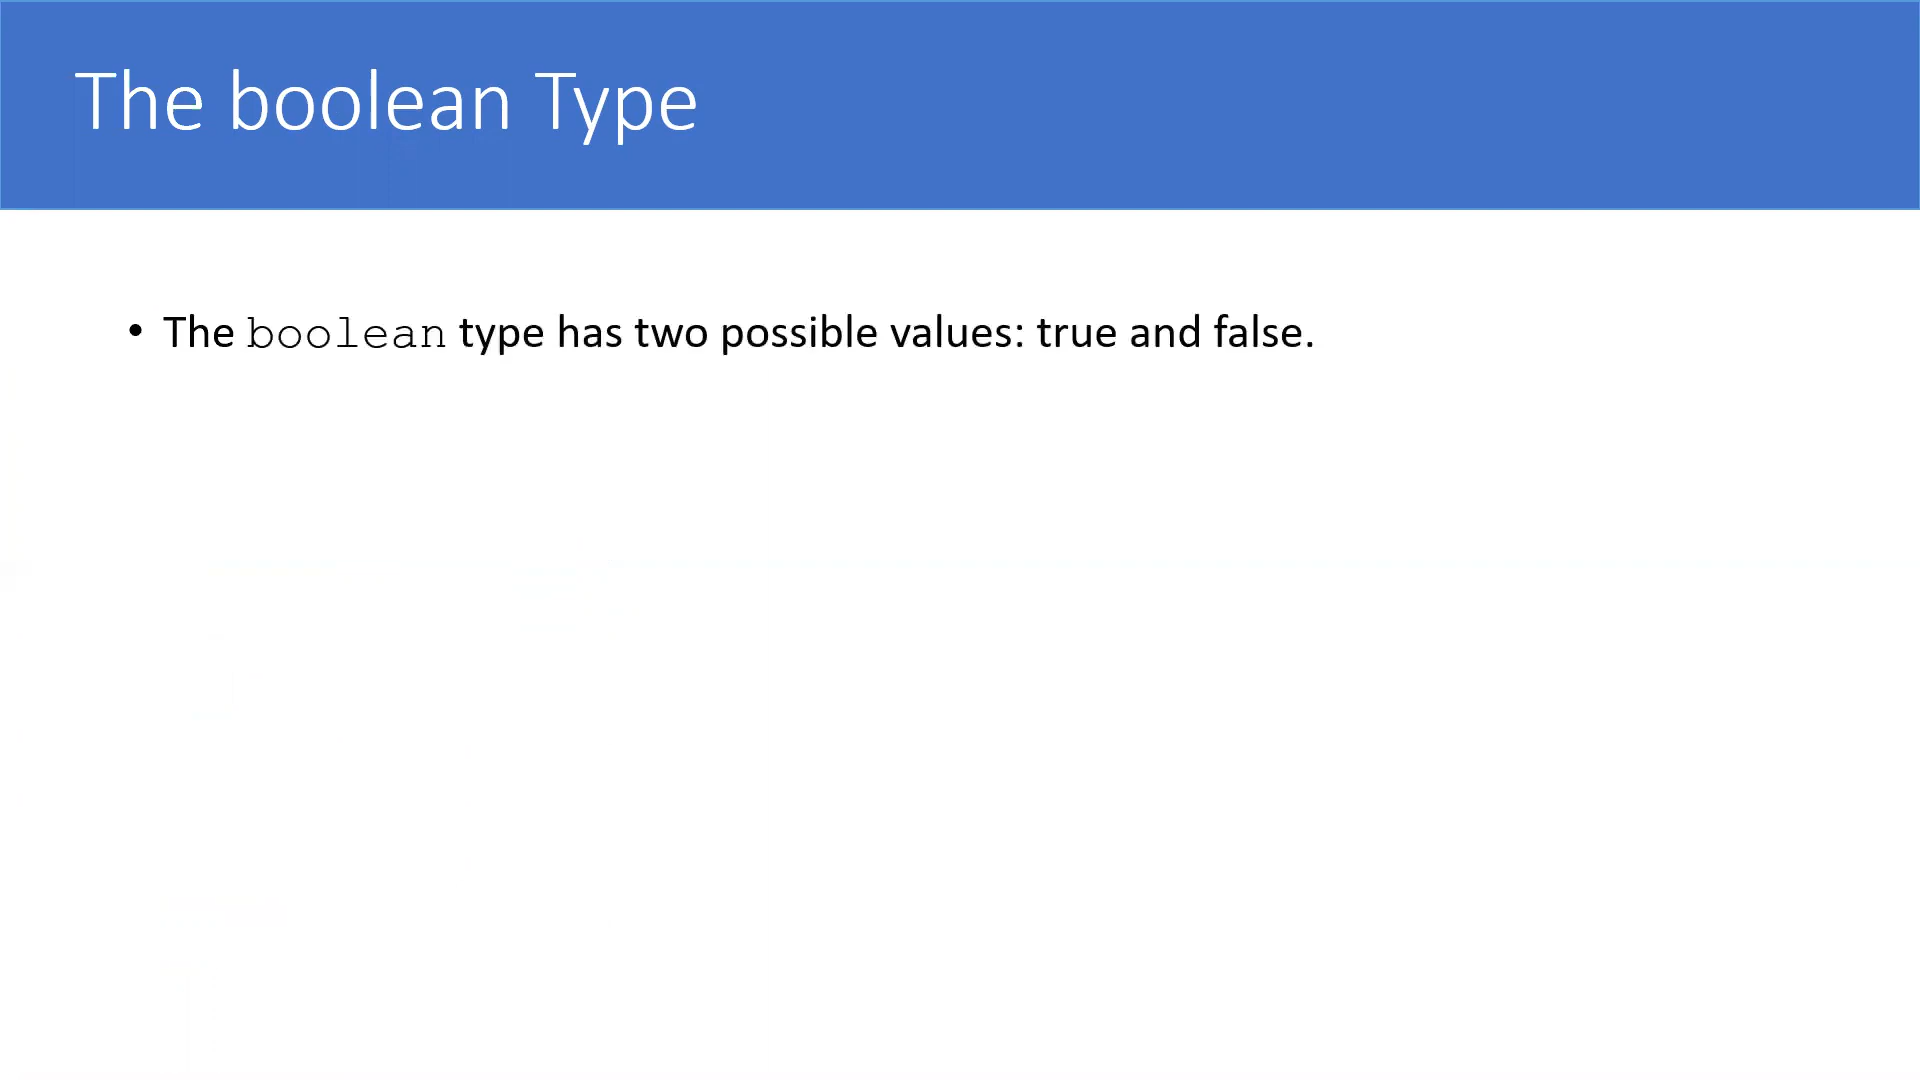 The boolean Type
• The boolean type has two possible values: true and false.